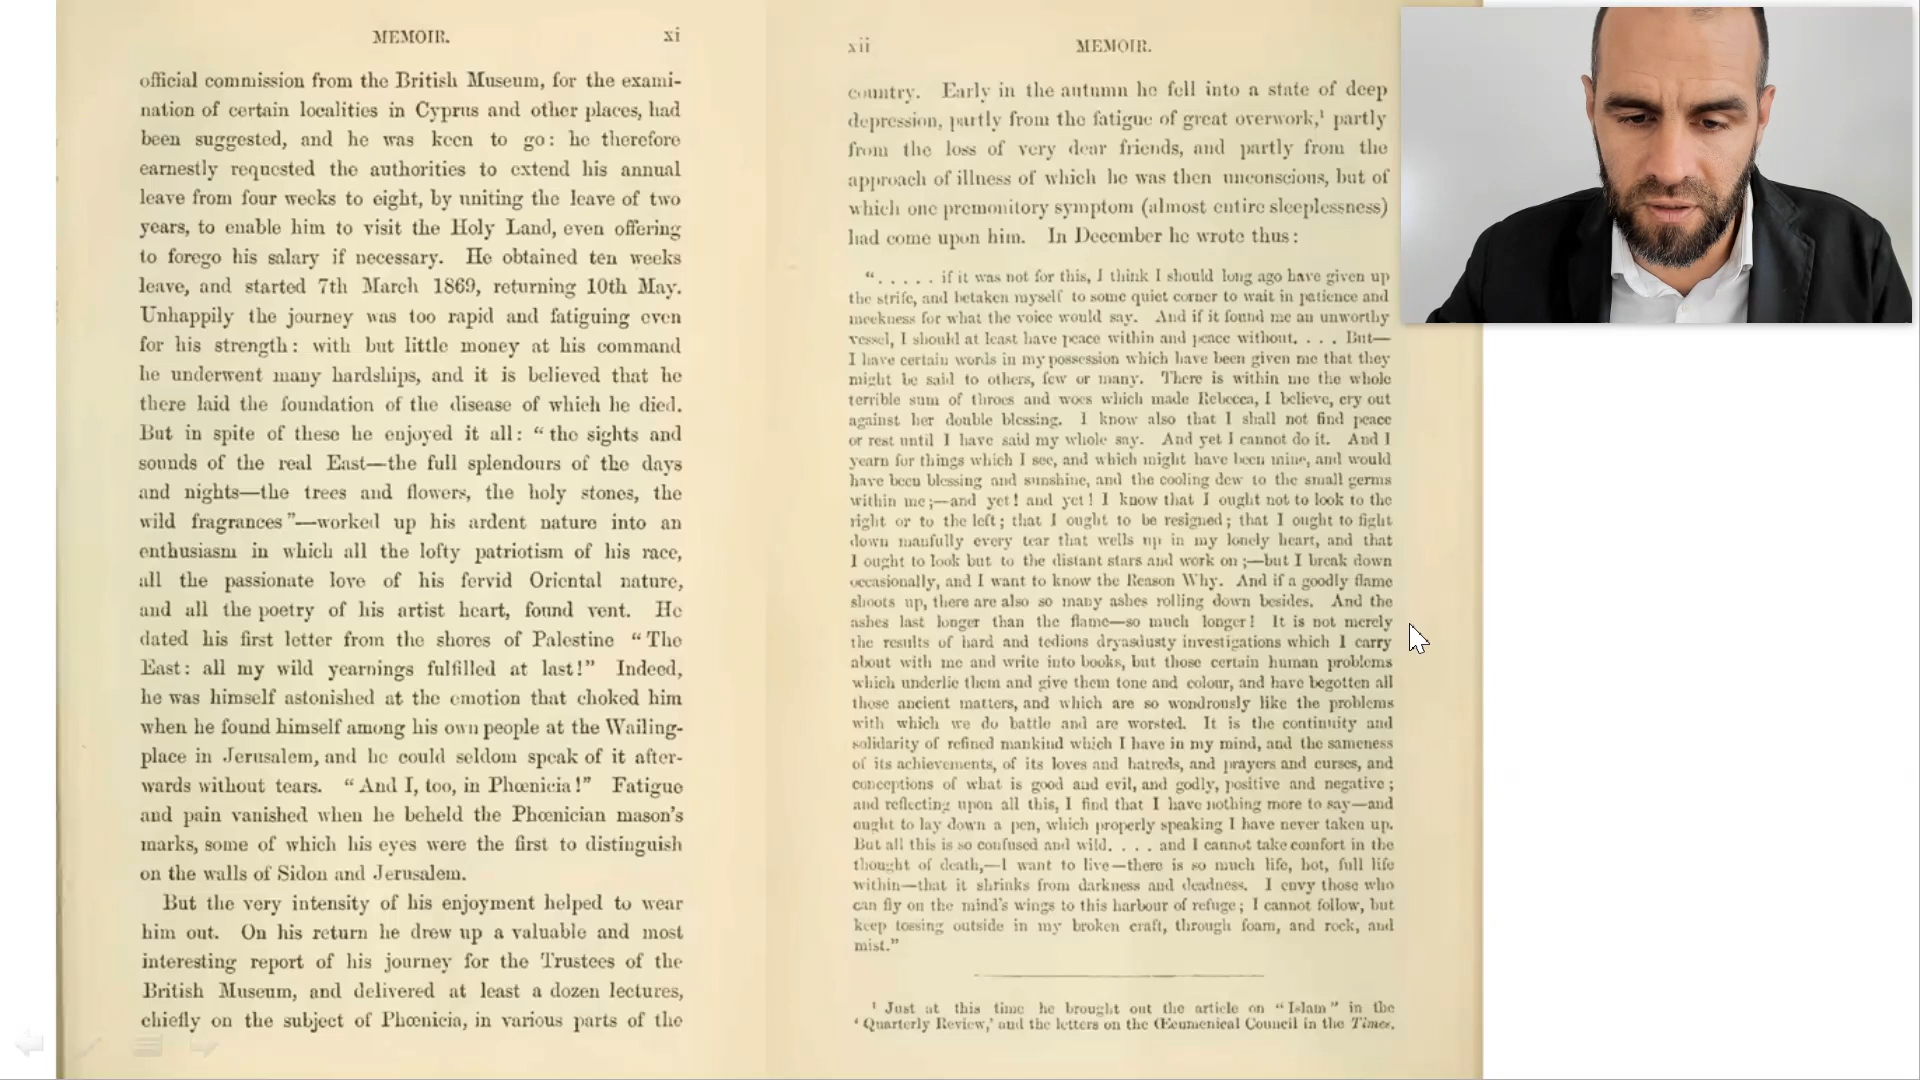 MEMOIR. xi
official commission from the British Museum, for the exami-
nation of certain localities in Cyprus and other places, had
been suggested, and he was keen to go: he therefore
earnestly requested the authorities to extend his annual
leave from four weeks to eight, by uniting the leave of two
years, to enable him to visit the Holy Land, even offering
to forego his salary if necessary. He obtained ten weeks
leave, and started 7th March 1869, returning 10th May.
Unhappily the journey was too rapid and fatiguing even
for his strength: with but little money at his command
he underwent many hardships, and it is believed that he
there laid the foundation of the disease of which he died.
But in spite of these he enjoyed it all: “the sights and
sounds of the real East—the full splendours of the days
and nights—the trees and flowers, the holy stones, the
wild fragrances”—worked up his ardent nature into an
enthusiasm in which all the lofty patriotism of his race,
all the passionate love of his fervid Oriental nature,
and all the poetry of his artist heart, found vent. He
dated his first letter from the shores of Palestine “The
East: all my wild yearnings fulfilled at last!” Indeed,
he was himself astonished at the emotion that choked him
when he found himself among his own people at the Wailing-
place in Jerusalem, and he could seldom speak of it after-
wards without tears. “And I, too, in Phœnicia!” Fatigue
and pain vanished when he beheld the Phœnician mason's
marks, some of which his eyes were the first to distinguish
on the walls of Sidon and Jerusalem.
But the very intensity of his enjoyment helped to wear
him out. On his return he drew up a valuable and most
interesting report of his journey for the Trustees of the
British Museum, and delivered at least a dozen lectures,
chiefly on the subject of Phœnicia, in various parts of the
xii MEMOIR.
country. Early in the autumn he fell into a state of deep
depression, partly from the fatigue of great overwork,¹ partly
from the loss of very dear friends, and partly from the
approach of illness of which he was then unconscious, but of
which one premonitory symptom (almost entire sleeplessness)
had come upon him. In December he wrote thus:
“. . . . . if it was not for this, I think I should long ago have given up
the strife, and betaken myself to some quiet corner to wait in patience and
meekness for what the voice would say. And if it found me an unworthy
vessel, I should at least have peace within and peace without. . . . But—
I have certain words in my possession which have been given me that they
might be said to others, few or many. There is within me the whole
terrible sum of throes and woes which made Rebecca, I believe, cry out
against her double blessing. I know also that I shall not find peace
or rest until I have said my whole say. And yet I cannot do it. And I
yearn for things which I see, and which might have been mine, and would
have been blessing and sunshine, and the cooling dew to the small germs
within me;—and yet! and yet! I know that I ought not to look to the
right or to the left; that I ought to be resigned; that I ought to fight
down manfully every tear that wells up in my lonely heart, and that
I ought to look but to the distant stars and work on;—but I break down
occasionally, and I want to know the Reason Why. And if a goodly flame
shoots up, there are also so many ashes rolling down besides. And the
ashes last longer than the flame—so much longer! It is not merely
the results of hard and tedious dryasdusty investigations which I carry
about with me and write into books, but those certain human problems
which underlie them and give them tone and colour, and have begotten all
those ancient matters, and which are so wondrously like the problems
with which we do battle and are worsted. It is the continuity and
solidarity of refined mankind which I have in my mind, and the sameness
of its achievements, of its loves and hatreds, and prayers and curses, and
conceptions of what is good and evil, and godly, positive and negative;
and reflecting upon all this, I find that I have nothing more to say—and
ought to lay down a pen, which properly speaking I have never taken up.
But all this is so confused and wild. . . . and I cannot take comfort in the
thought of death,—I want to live—there is so much life, hot, full life
within—that it shrinks from darkness and deadness. I envy those who
can fly on the mind's wings to this harbour of refuge; I cannot follow, but
keep tossing outside in my broken craft, through foam, and rock, and
mist.”
¹ Just at this time he brought out the article on “Islam” in the
‘Quarterly Review,’ and the letters on the Œcumenical Council in the Times.